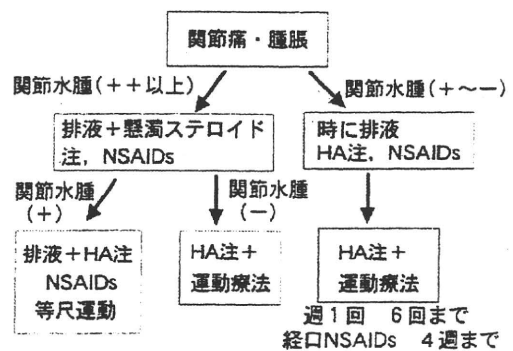 関節痛・腫脹
関節水腫(++以上)
関節水腫(+～−)
排液+懸濁ステロイド
注, NSAIDs
時に排液
HA注, NSAIDs
関節水腫
(+)
関節水腫
(−)
排液+HA注
NSAIDs
等尺運動
HA注+
運動療法
HA注+
運動療法
週1回 6回まで
経口NSAIDs 4週まで